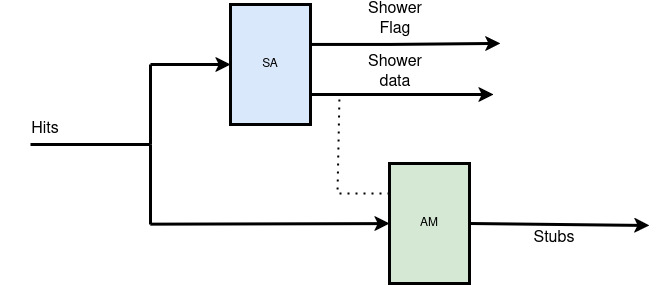 Shower
Flag
SA
Shower
data
Hits
AM
Stubs